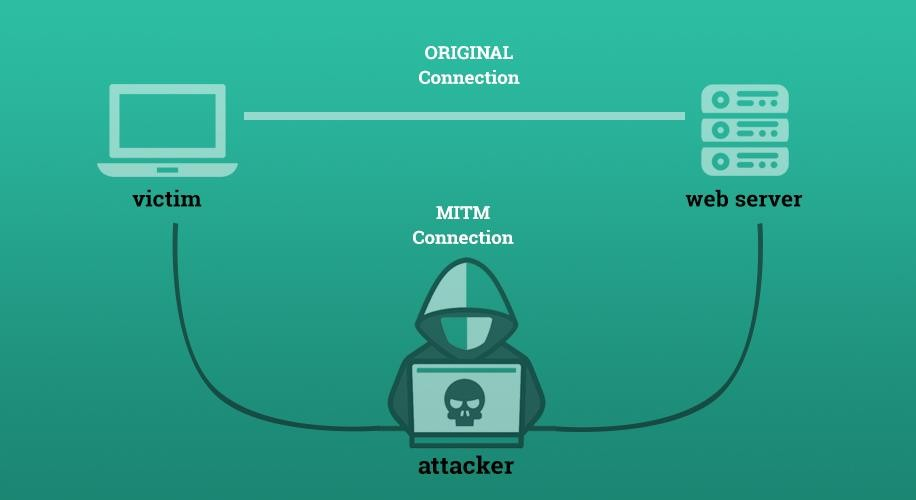 ORIGINAL
Connection
victim
web server
MITM
Connection
attacker